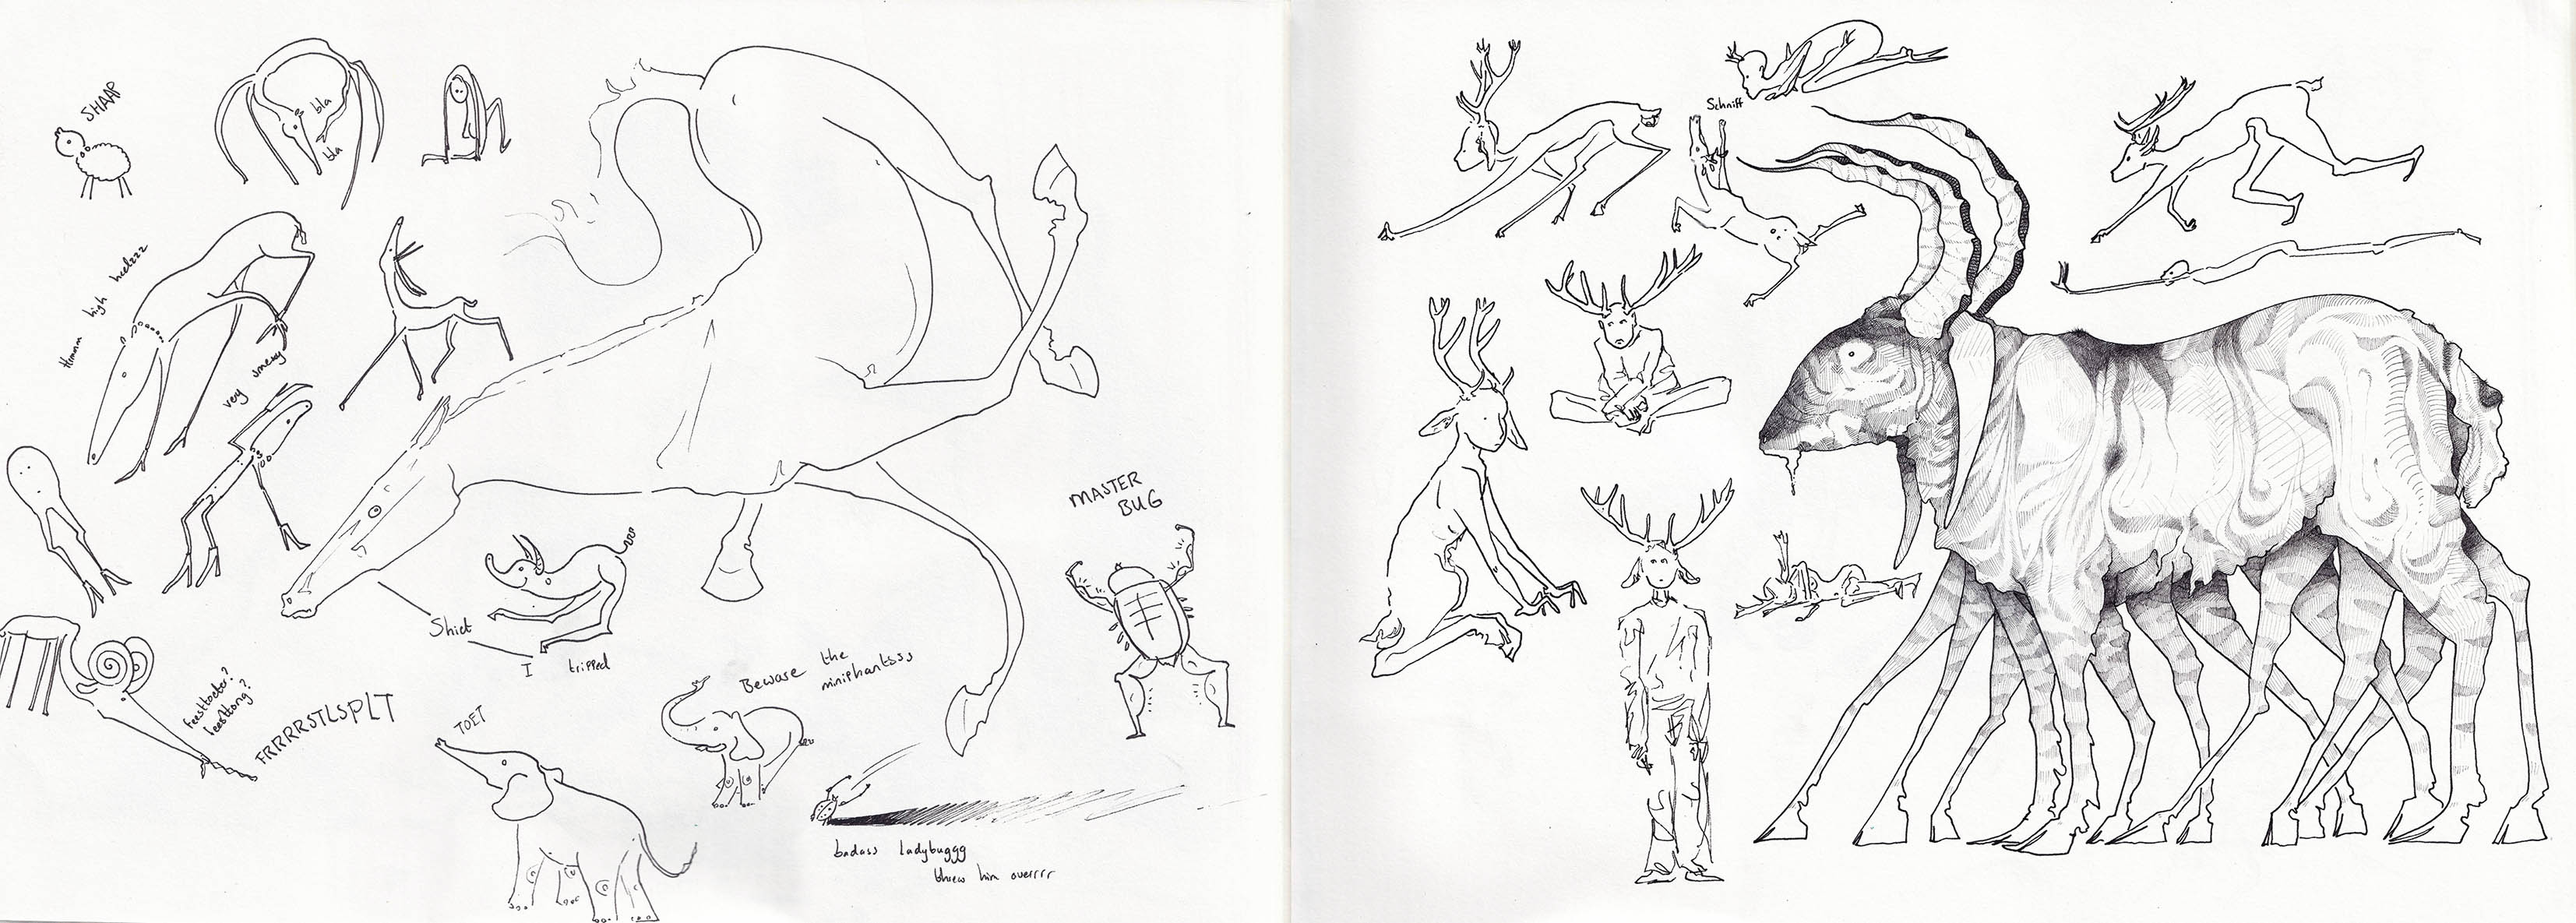 SHAAP
bla
bla
Hmmm high heelzzz
very smexy
Shiet
I tripped
MASTER
BUG
Beware the
miniphantsss
feesttoeter?
feesttong?
FRRRRSTLSPLT
TOET
badass ladybuggg
threw him overrrr
Schniff